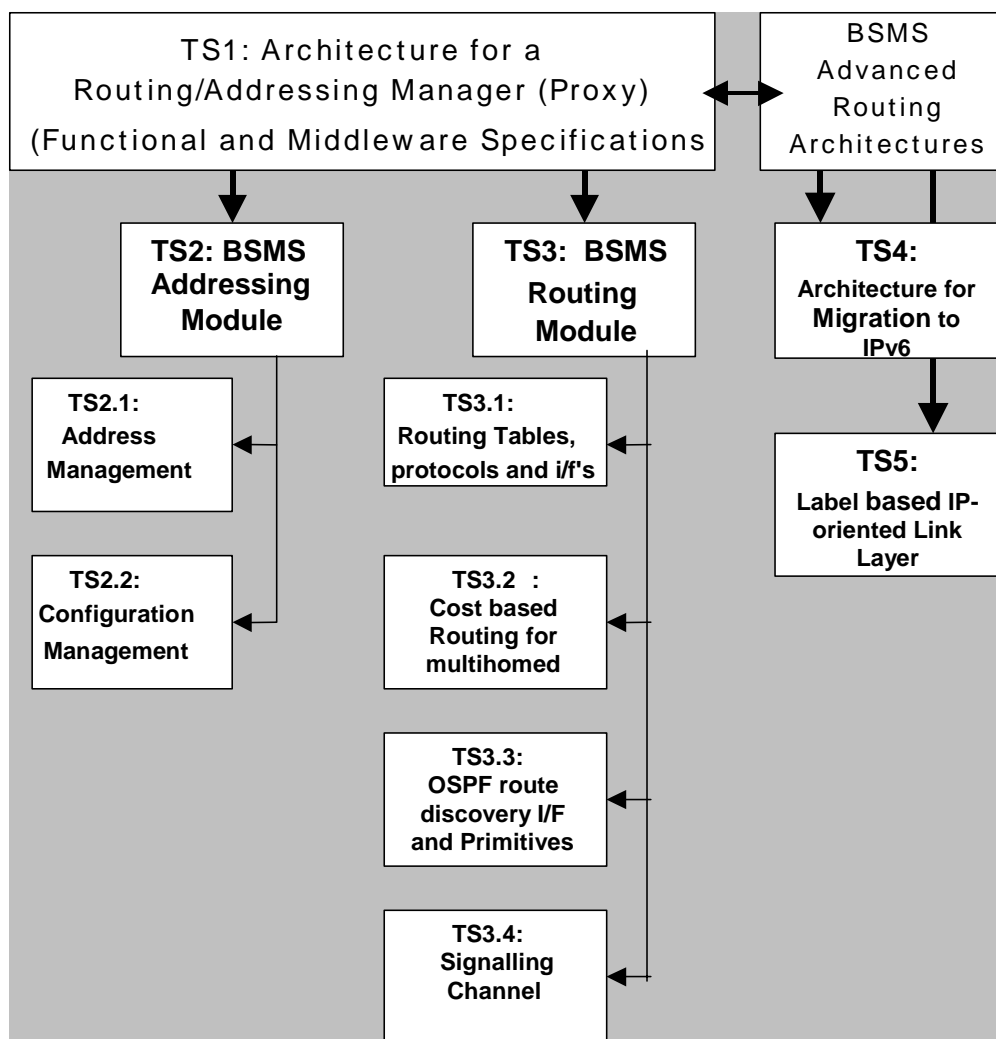 TS1: Architecture for a
Routing/Addressing Manager (Proxy)
(Functional and Middleware Specifications
BSMS
Advanced
Routing
Architectures
TS2: BSMS
Addressing
Module
TS3: BSMS
Routing
Module
TS4:
Architecture for
Migration to
IPv6
TS2.1:
Address
Management
TS3.1:
Routing Tables,
protocols and i/f's
TS5:
Label based IP-
oriented Link
Layer
TS2.2:
Configuration
Management
TS3.2 :
Cost based
Routing for
multihomed
TS3.3:
OSPF route
discovery I/F
and Primitives
TS3.4:
Signalling
Channel